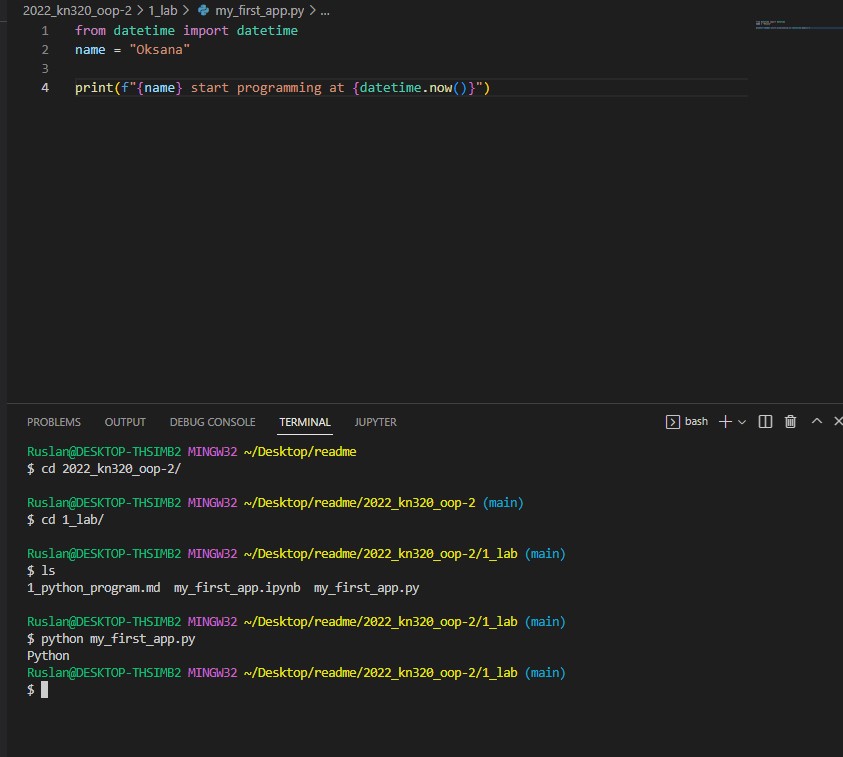 2022_kn320_oop-2 > 1_lab > my_first_app.py > ...
1 from datetime import datetime
2 name = "Oksana"
3
4 print(f"{name} start programming at {datetime.now()}")
PROBLEMS OUTPUT DEBUG CONSOLE TERMINAL JUPYTER bash
Ruslan@DESKTOP-THSIMB2 MINGW32 ~/Desktop/readme
$ cd 2022_kn320_oop-2/
Ruslan@DESKTOP-THSIMB2 MINGW32 ~/Desktop/readme/2022_kn320_oop-2 (main)
$ cd 1_lab/
Ruslan@DESKTOP-THSIMB2 MINGW32 ~/Desktop/readme/2022_kn320_oop-2/1_lab (main)
$ ls
1_python_program.md my_first_app.ipynb my_first_app.py
Ruslan@DESKTOP-THSIMB2 MINGW32 ~/Desktop/readme/2022_kn320_oop-2/1_lab (main)
$ python my_first_app.py
Python
Ruslan@DESKTOP-THSIMB2 MINGW32 ~/Desktop/readme/2022_kn320_oop-2/1_lab (main)
$